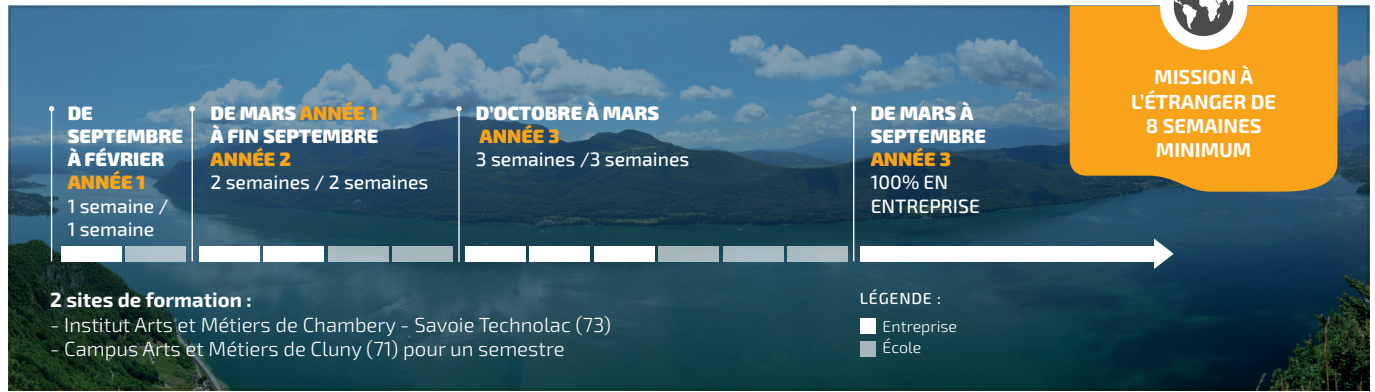 DE
SEPTEMBRE
À FÉVRIER
ANNÉE 1
1 semaine /
1 semaine
DE MARS ANNÉE 1
À FIN SEPTEMBRE
ANNÉE 2
2 semaines / 2 semaines
D'OCTOBRE À MARS
ANNÉE 3
3 semaines /3 semaines
DE MARS À
SEPTEMBRE
ANNÉE 3
100% EN
ENTREPRISE
MISSION À
L'ÉTRANGER DE
8 SEMAINES
MINIMUM
2 sites de formation :
- Institut Arts et Métiers de Chambery - Savoie Technolac (73)
- Campus Arts et Métiers de Cluny (71) pour un semestre
LÉGENDE :
Entreprise
École